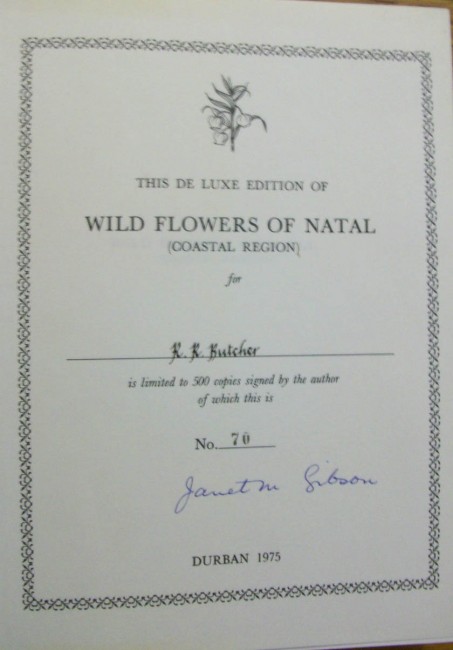 THIS DE LUXE EDITION OF
WILD FLOWERS OF NATAL
(COASTAL REGION)
for
R. R. Butcher
is limited to 500 copies signed by the author
of which this is
No. 70
Janet M Gibson
DURBAN 1975